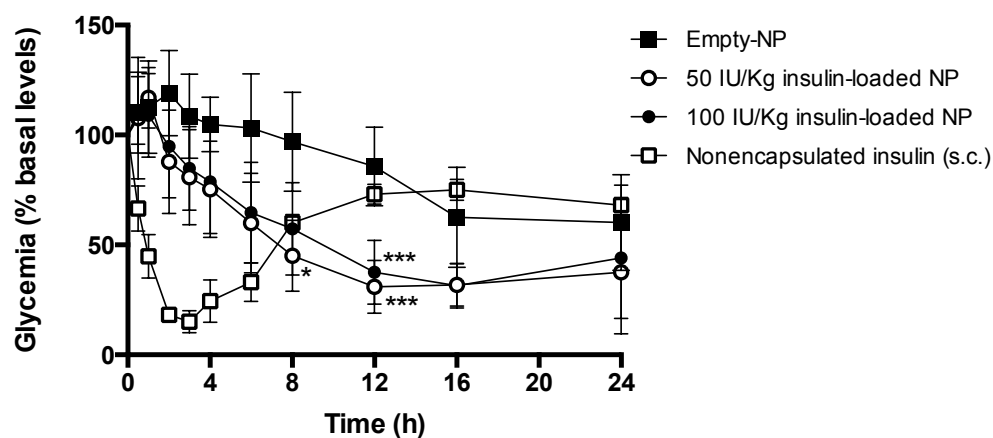 150
100
50
0
Glycemia (% basal levels)
0 4 8 12 16 20 24
Time (h)
*
***
***
Empty-NP
50 IU/Kg insulin-loaded NP
100 IU/Kg insulin-loaded NP
Nonencapsulated insulin (s.c.)